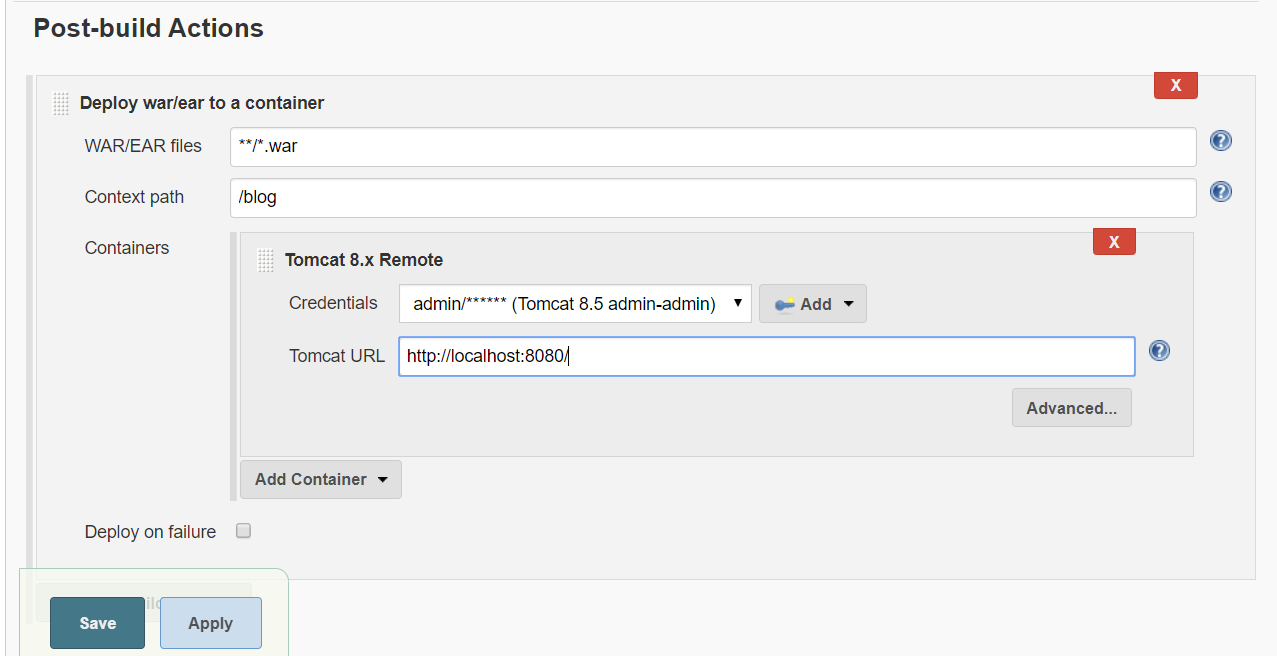 Post-build Actions
Deploy war/ear to a container
X
WAR/EAR files **/*.war ?
Context path /blog ?
Containers
Tomcat 8.x Remote
X
Credentials admin/****** (Tomcat 8.5 admin-admin) Add
Tomcat URL http://localhost:8080/ ?
Advanced...
Add Container
Deploy on failure
Save Apply